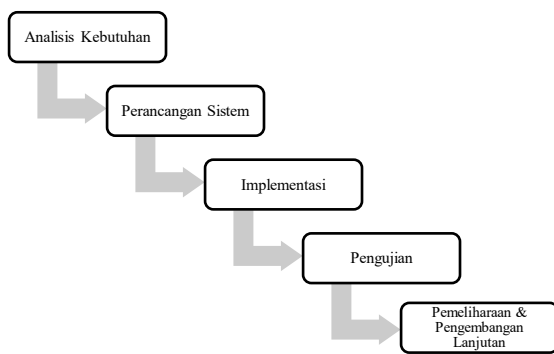 Analisis Kebutuhan
Perancangan Sistem
Implementasi
Pengujian
Pemeliharaan &
Pengembangan
Lanjutan